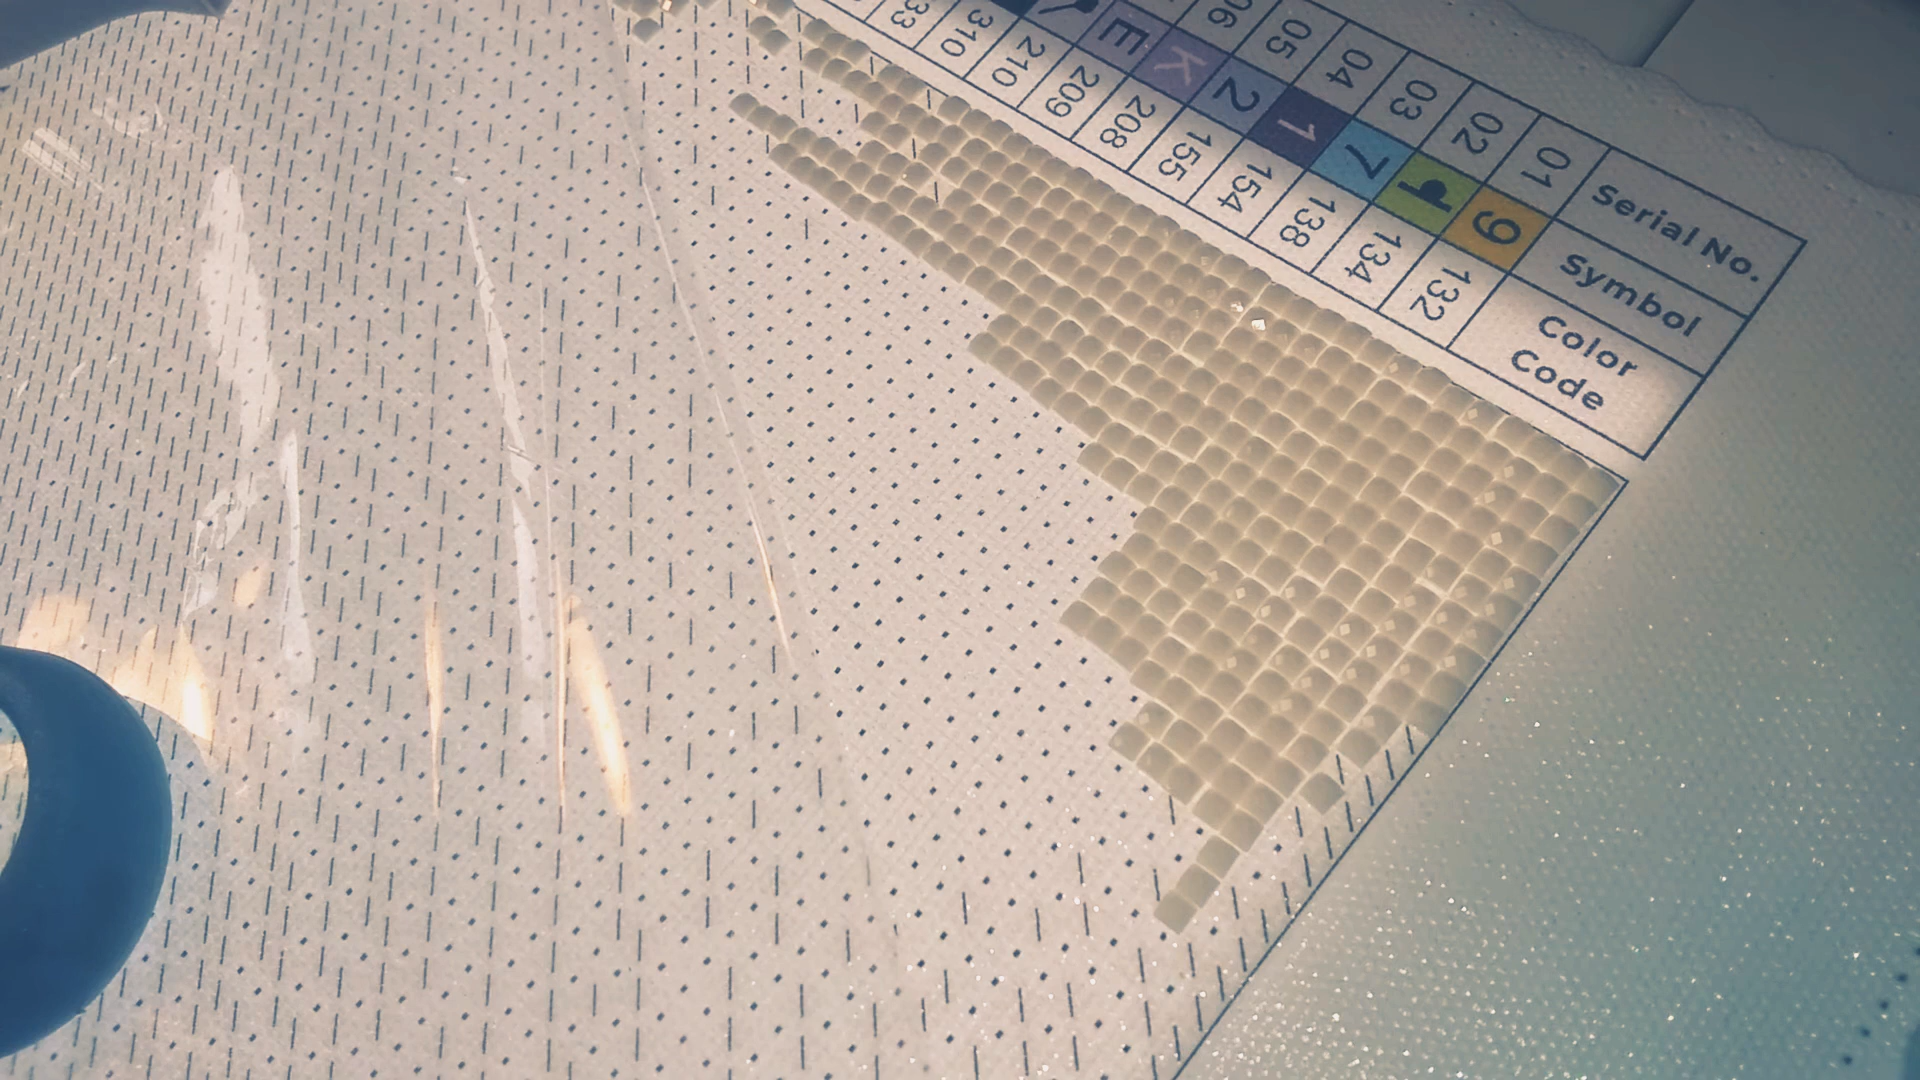 Serial No. 01 02 03 04 05 06
Symbol 9 7 1 2 K E
Color Code 132 134 138 154 155 208 209 210 310 33